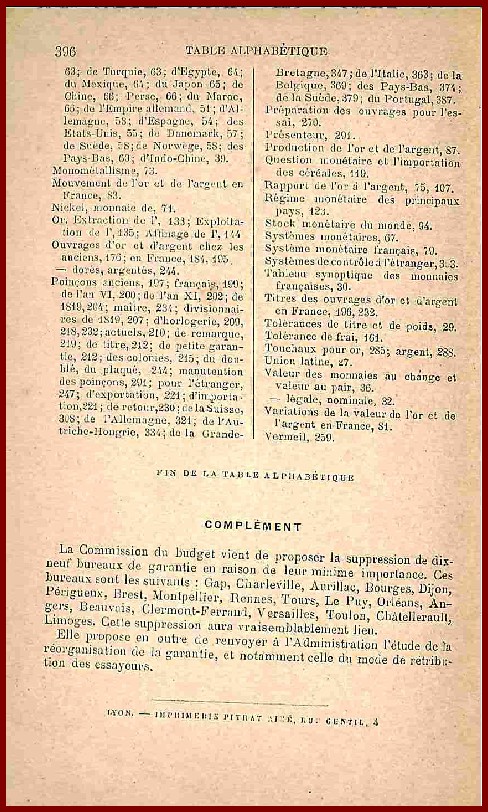 396
TABLE ALPHABÉTIQUE
63; de Turquie, 63; d'Egypte, 64;
du Mexique, 64; du Japon 65; de
Chine, 66; Perse, 66; du Maroc,
66; de l'Empire allemand, 51; d'Al-
lemagne, 53; d'Espagne, 54; des
Etats-Unis, 55; de Danemark, 57;
de Suède, 58; de Norwège, 58; des
Pays-Bas, 60; d'Indo-Chine, 39.
Monométallisme, 73.
Mouvement de l'or et de l'argent en
France, 83.
Nickel, monnaie de, 71.
Or. Extraction de l', 133; Exploita-
tion de l', 135; Affinage de l', 144
Ouvrages d'or et d'argent chez les
anciens, 176; en France, 184, 195.
— dorés, argentés, 244.
Poinçons anciens, 197; français, 199;
de l'an VI, 200; de l'an XI, 202; de
1819, 204; maître, 234; divisionnai-
res de 1819, 207; d'horlogerie, 209,
218, 232; actuels, 210; de remarque,
219; de titre, 212; de petite garan-
tie, 212; des colonies, 215; du dou-
blé, du plaqué, 244; manutention
des poinçons, 291; pour l'étranger,
247; d'exportation, 221; d'importa-
tion, 221; de retour, 230; de la Suisse,
308; de l'Allemagne, 321; de l'Au-
triche-Hongrie, 334; de la Grande-
Bretagne, 347; de l'Italie, 363; de la
Belgique, 369; des Pays-Bas, 374;
de la Suède, 379; du Portugal, 387.
Préparation des ouvrages pour l'es-
sai, 270.
Présenteur, 291.
Production de l'or et de l'argent, 87.
Question monétaire et l'importation
des céréales, 119.
Rapport de l'or à l'argent, 75, 107.
Régime monétaire des principaux
pays, 123.
Stock monétaire du monde, 94.
Systèmes monétaires, 67.
Système monétaire français, 70.
Systèmes de contrôle à l'étranger, 303.
Tableau synoptique des monnaies
françaises, 30.
Titres des ouvrages d'or et d'argent
en France, 196, 232.
Tolérances de titre et de poids, 29.
Tolérance de frai, 161.
Touchaux pour or, 285; argent, 288.
Union latine, 27.
Valeur des monnaies au change et
valeur au pair, 36.
— légale, nominale, 32.
Variations de la valeur de l'or et de
l'argent en France, 81.
Vermeil, 259.
FIN DE LA TABLE ALPHABÉTIQUE
COMPLÉMENT
La Commission du budget vient de proposer la suppression de dix-
neuf bureaux de garantie en raison de leur minime importance. Ces
bureaux sont les suivants : Gap, Charleville, Aurillac, Bourges, Dijon,
Périgueux, Brest, Montpellier, Rennes, Tours, Le Puy, Orléans, An-
gers, Beauvais, Clermont-Ferrand, Versailles, Toulon, Châtellerault,
Limoges. Cette suppression aura vraisemblablement lieu.
Elle propose en outre de renvoyer à l'Administration l'étude de la
réorganisation de la garantie, et notamment celle du mode de rétribu-
tion des essayeurs.
LYON. — IMPRIMERIE PITRAT AINÉ, RUE GENTIL, 4